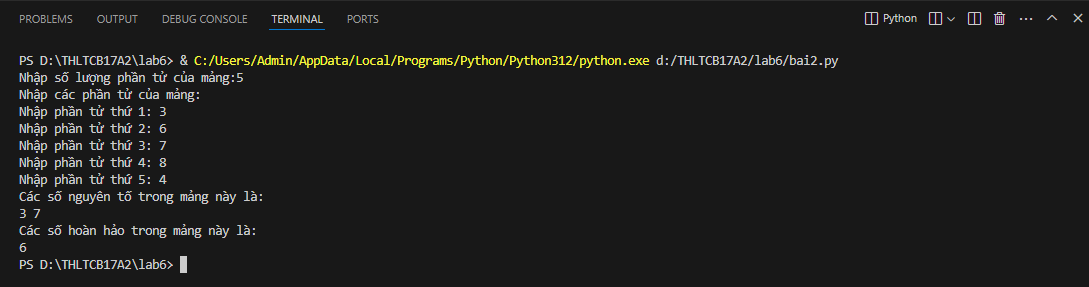 PROBLEMS OUTPUT DEBUG CONSOLE TERMINAL PORTS Python
PS D:\THLTCB17A2\lab6> & C:/Users/Admin/AppData/Local/Programs/Python/Python312/python.exe d:/THLTCB17A2/lab6/bai2.py
Nhập số lượng phần tử của mảng:5
Nhập các phần tử của mảng:
Nhập phần tử thứ 1: 3
Nhập phần tử thứ 2: 6
Nhập phần tử thứ 3: 7
Nhập phần tử thứ 4: 8
Nhập phần tử thứ 5: 4
Các số nguyên tố trong mảng này là:
3 7
Các số hoàn hảo trong mảng này là:
6
PS D:\THLTCB17A2\lab6>